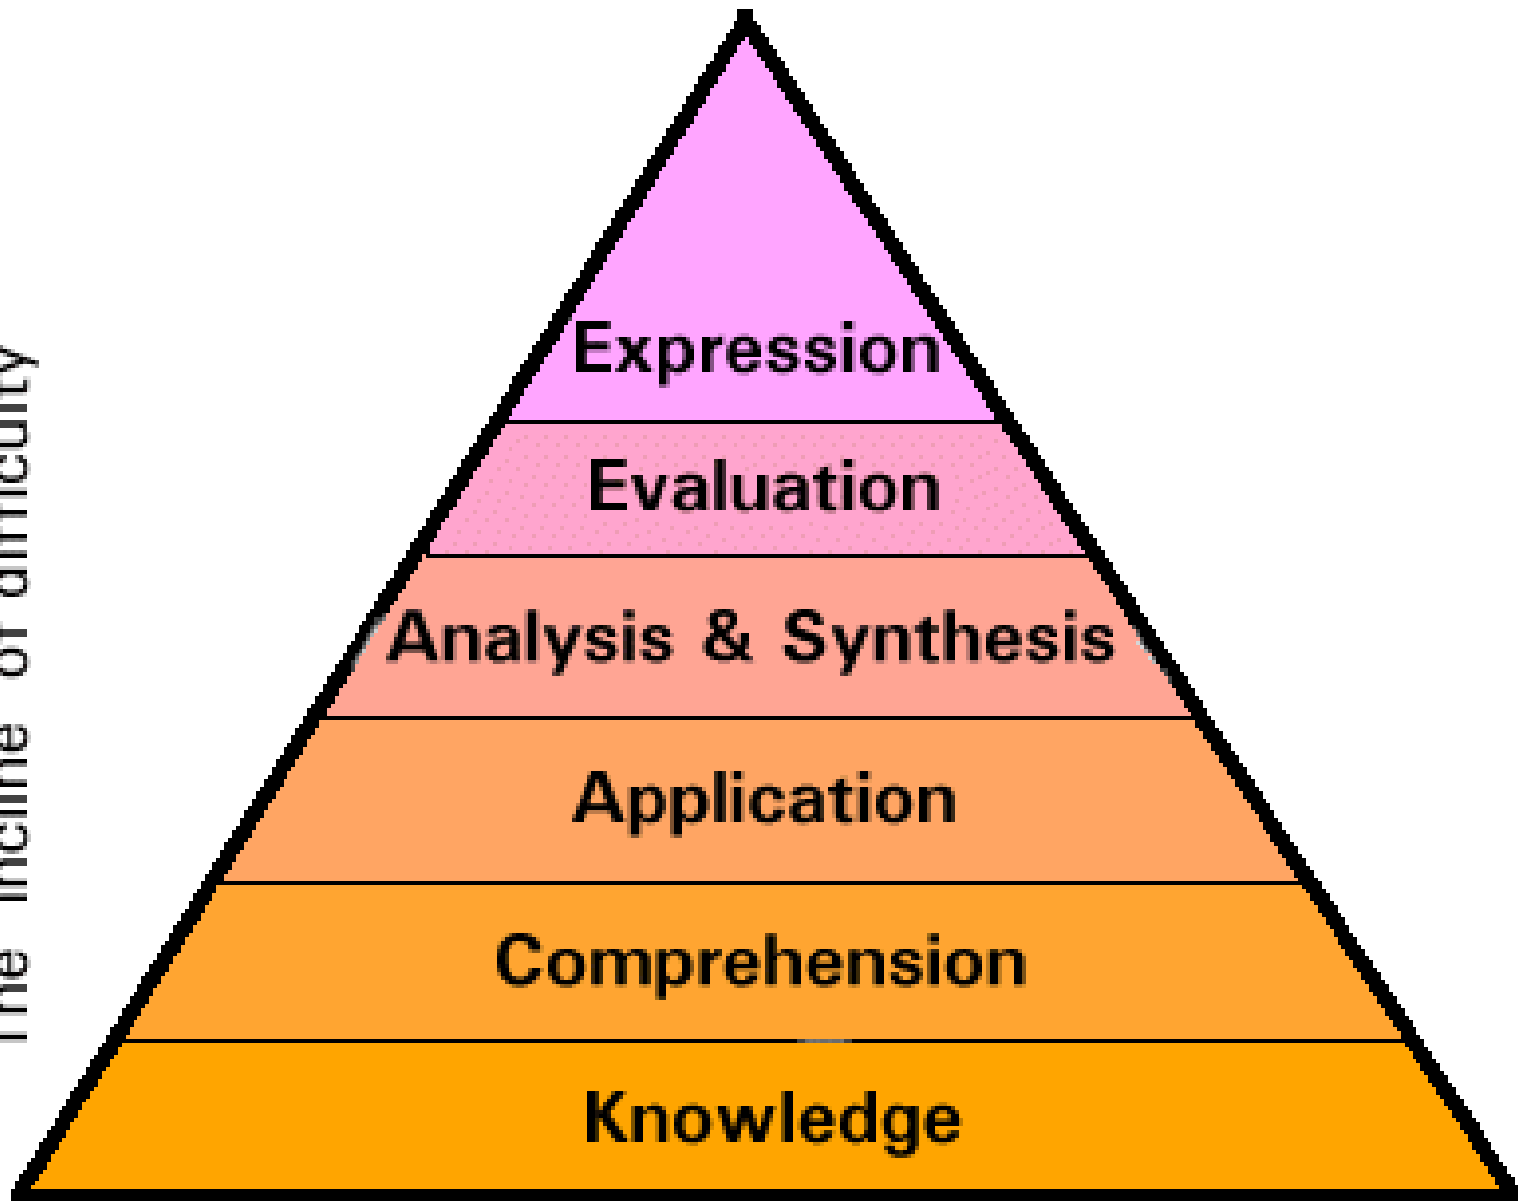 Expression
Evaluation
Analysis & Synthesis
Application
Comprehension
Knowledge
The incline of difficulty